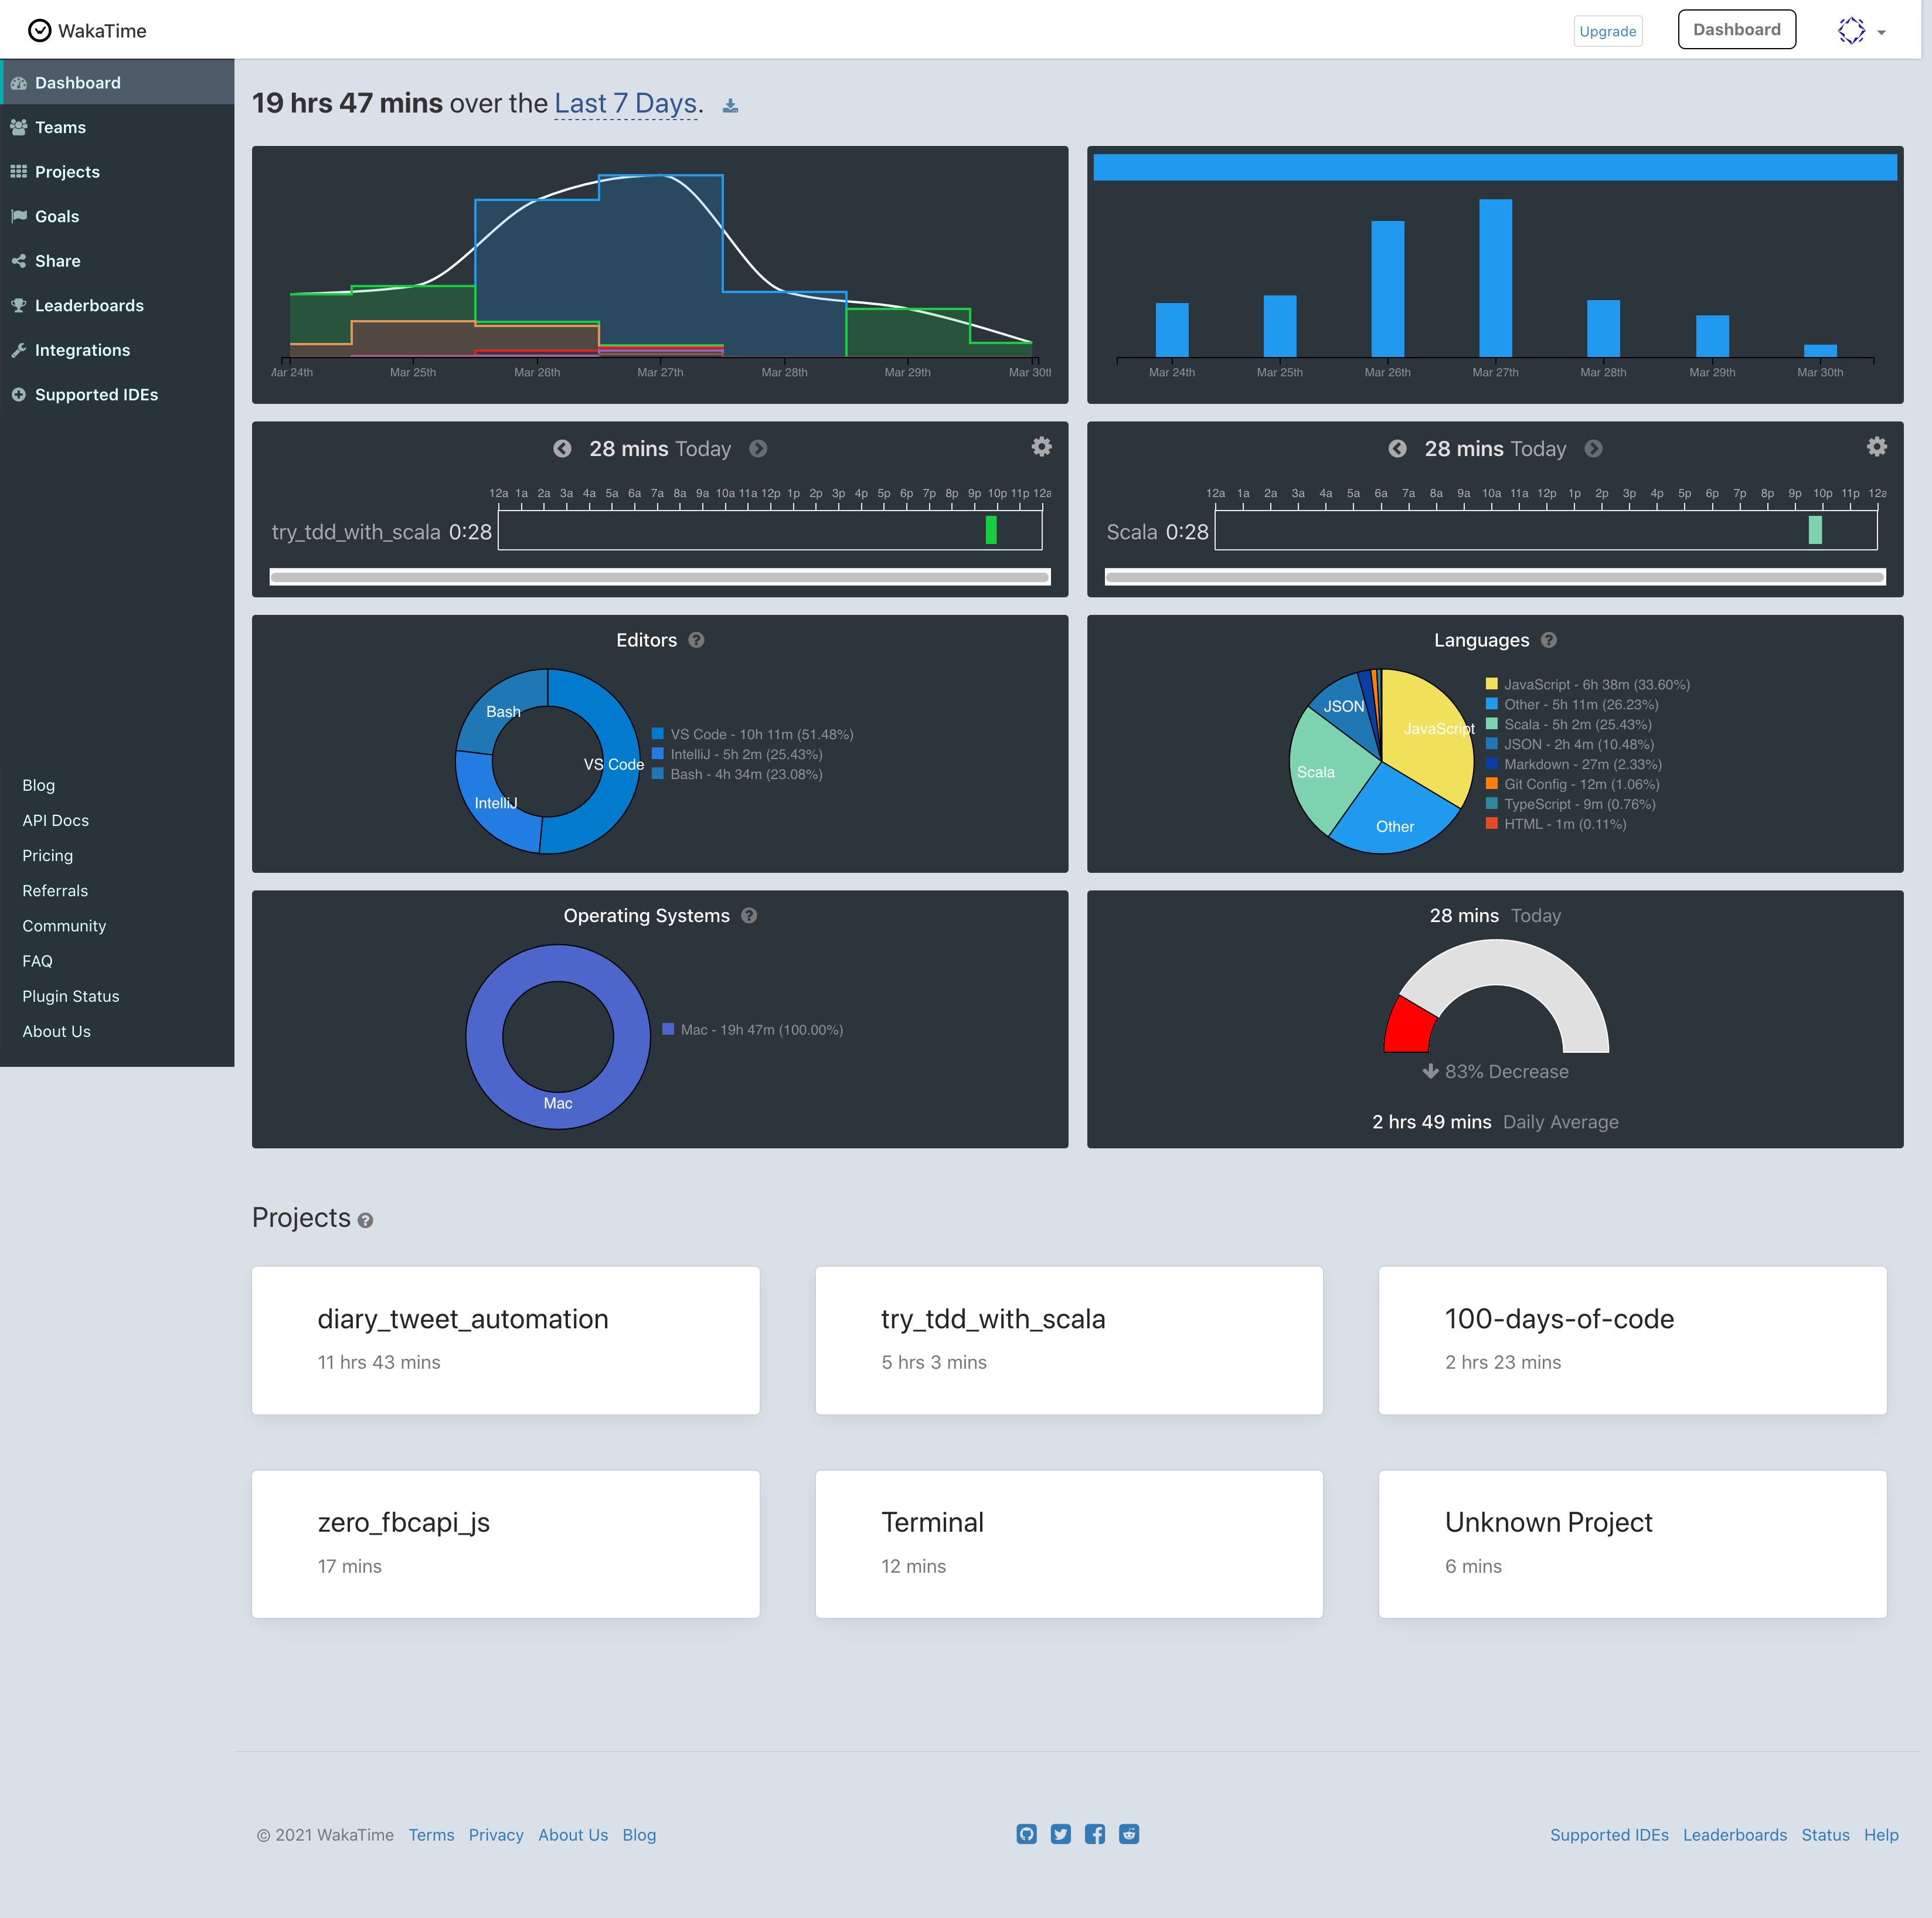 WakaTime
Upgrade
Dashboard
Dashboard
Teams
Projects
Goals
Share
Leaderboards
Integrations
Supported IDEs
Blog
API Docs
Pricing
Referrals
Community
FAQ
Plugin Status
About Us
19 hrs 47 mins over the Last 7 Days.
Mar 24th Mar 25th Mar 26th Mar 27th Mar 28th Mar 29th Mar 30th
Mar 24th Mar 25th Mar 26th Mar 27th Mar 28th Mar 29th Mar 30th
28 mins Today
12a 1a 2a 3a 4a 5a 6a 7a 8a 9a 10a 11a 12p 1p 2p 3p 4p 5p 6p 7p 8p 9p 10p 11p 12a
try_tdd_with_scala 0:28
28 mins Today
12a 1a 2a 3a 4a 5a 6a 7a 8a 9a 10a 11a 12p 1p 2p 3p 4p 5p 6p 7p 8p 9p 10p 11p 12a
Scala 0:28
Editors
Bash
VS Code
IntelliJ
VS Code - 10h 11m (51.48%)
IntelliJ - 5h 2m (25.43%)
Bash - 4h 34m (23.08%)
Languages
JSON
JavaScript
Scala
Other
JavaScript - 6h 38m (33.60%)
Other - 5h 11m (26.23%)
Scala - 5h 2m (25.43%)
JSON - 2h 4m (10.48%)
Markdown - 27m (2.33%)
Git Config - 12m (1.06%)
TypeScript - 9m (0.76%)
HTML - 1m (0.11%)
Operating Systems
Mac
Mac - 19h 47m (100.00%)
28 mins Today
83% Decrease
2 hrs 49 mins Daily Average
Projects
diary_tweet_automation
11 hrs 43 mins
try_tdd_with_scala
5 hrs 3 mins
100-days-of-code
2 hrs 23 mins
zero_fbcapi_js
17 mins
Terminal
12 mins
Unknown Project
6 mins
© 2021 WakaTime Terms Privacy About Us Blog
Supported IDEs Leaderboards Status Help